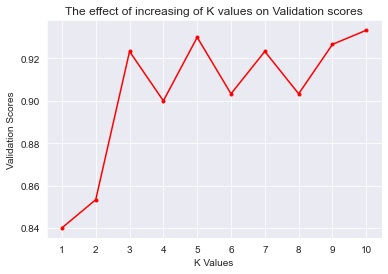 The effect of increasing of K values on Validation scores
Validation Scores
0.92
0.90
0.88
0.86
0.84
1 2 3 4 5 6 7 8 9 10
K Values